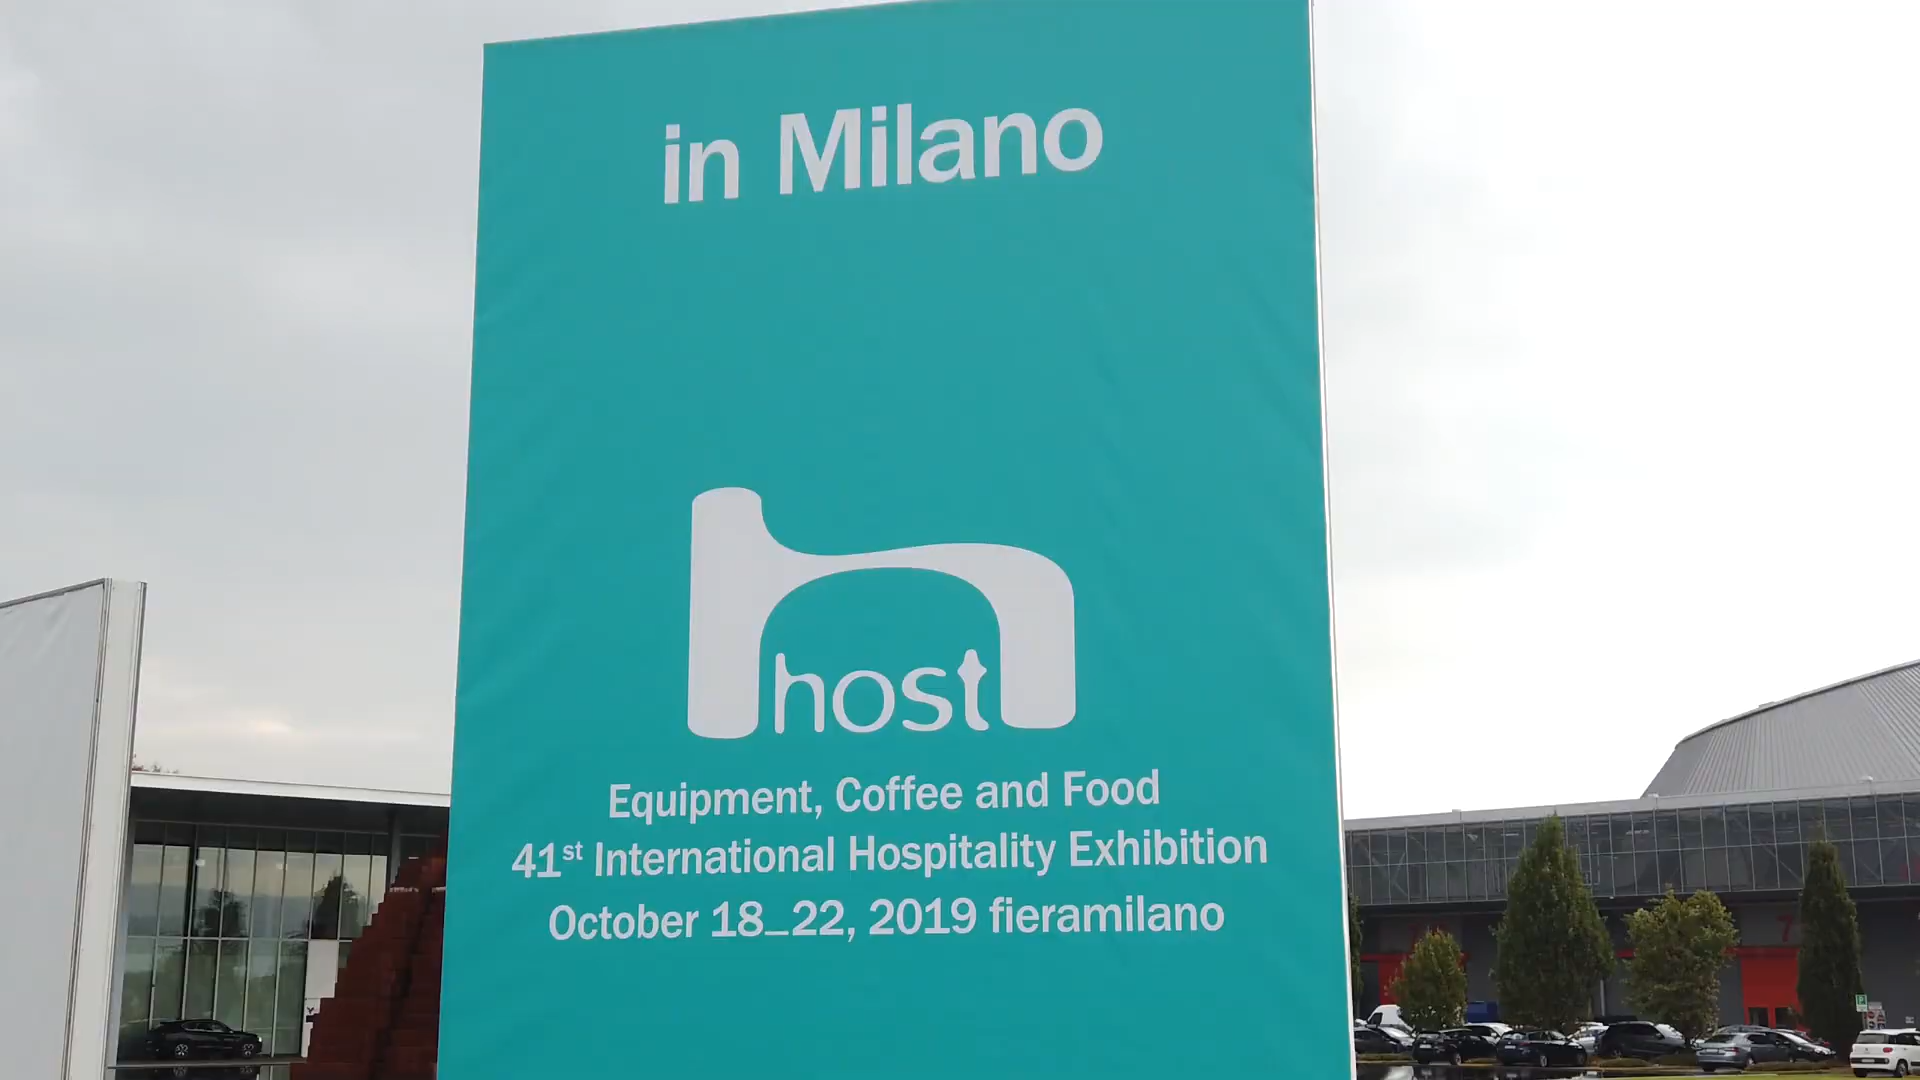 in Milano
host
Equipment, Coffee and Food
41st International Hospitality Exhibition
October 18_22, 2019 fieramilano